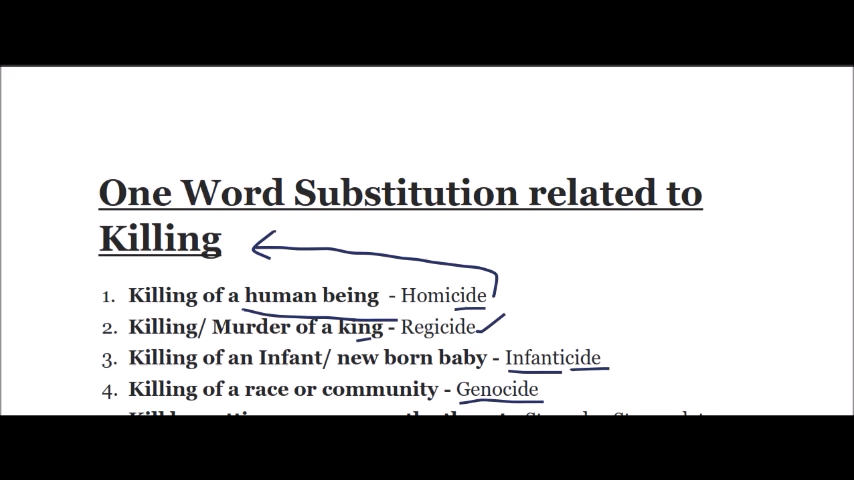 One Word Substitution related to
Killing
1. Killing of a human being - Homicide
2. Killing/ Murder of a king - Regicide
3. Killing of an Infant/ new born baby - Infanticide
4. Killing of a race or community - Genocide